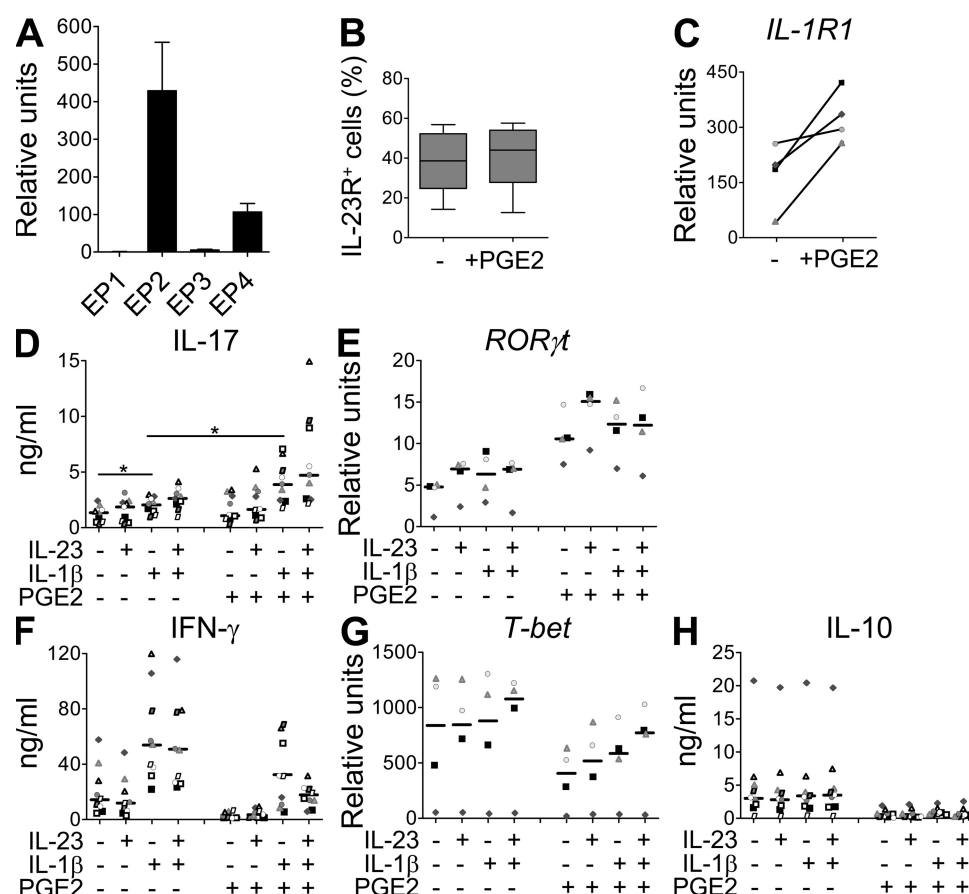 A
Relative units
600
500
400
300
200
100
0
EP1 EP2 EP3 EP4
B
IL-23R⁺ cells (%)
80
60
40
20
0
- +PGE2
C
IL-1R1
Relative units
450
300
150
0
- +PGE2
D
IL-17
ng/ml
15
10
5
0
* *
IL-23 - + - + - + - +
IL-1β - - + + - - + +
PGE2 - - - - + + + +
E
RORγt
Relative units
20
15
10
5
0
IL-23 - + - + - + - +
IL-1β - - + + - - + +
PGE2 - - - - + + + +
F
IFN-γ
ng/ml
120
80
40
0
IL-23 - + - + - + - +
IL-1β - - + + - - + +
PGE2 - - - - + + + +
G
T-bet
Relative units
1500
1000
500
0
IL-23 - + - + - + - +
IL-1β - - + + - - + +
PGE2 - - - - + + + +
H
IL-10
ng/ml
25
20
15
10
5
0
IL-23 - + - + - + - +
IL-1β - - + + - - + +
PGE2 - - - - + + + +